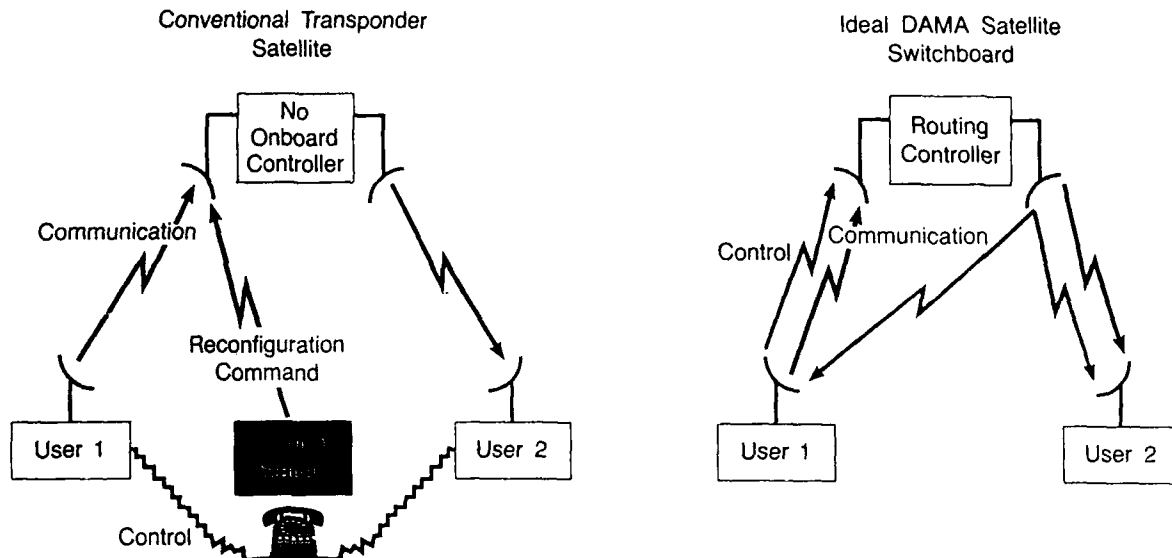 Conventional Transponder
Satellite
No
Onboard
Controller
Communication
Reconfiguration
Command
User 1
User 2
Control
Ideal DAMA Satellite
Switchboard
Routing
Controller
Control
Communication
User 1
User 2